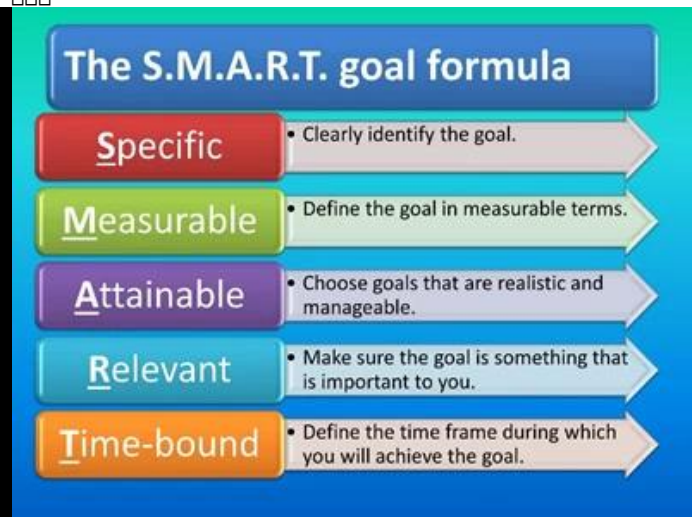 The S.M.A.R.T. goal formula
Specific
• Clearly identify the goal.
Measurable
• Define the goal in measurable terms.
Attainable
• Choose goals that are realistic and
manageable.
Relevant
• Make sure the goal is something that
is important to you.
Time-bound
• Define the time frame during which
you will achieve the goal.